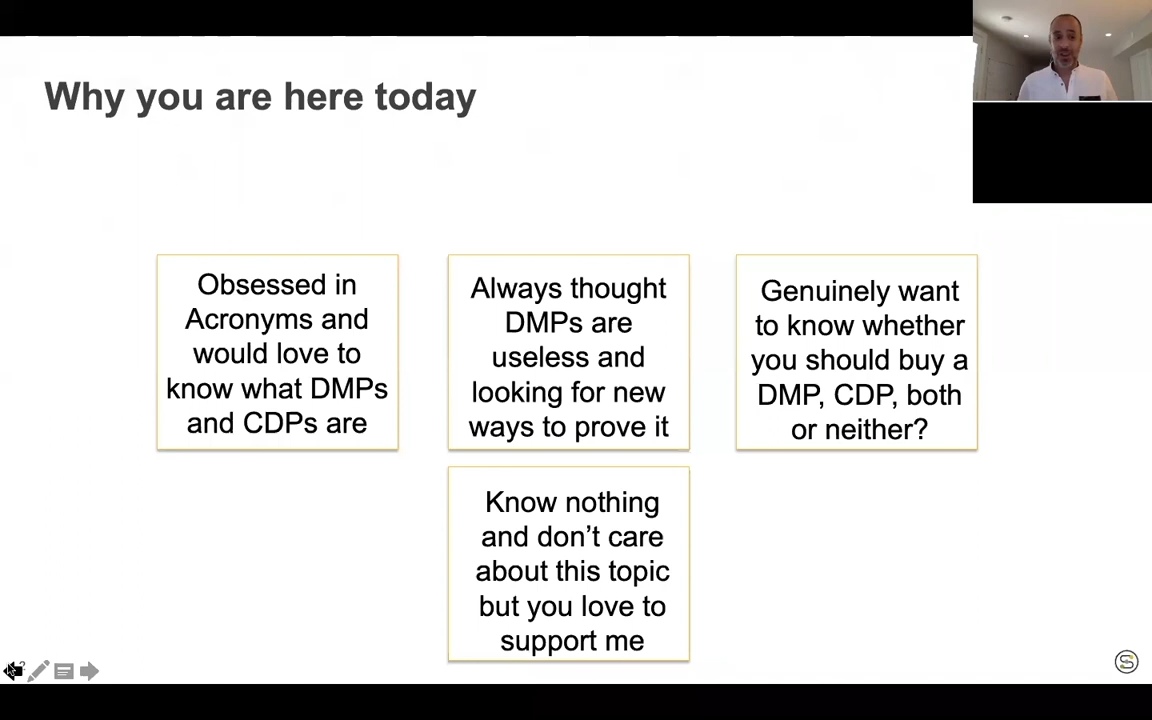 Why you are here today
Obsessed in
Acronyms and
would love to
know what DMPs
and CDPs are
Always thought
DMPs are
useless and
looking for new
ways to prove it
Genuinely want
to know whether
you should buy a
DMP, CDP, both
or neither?
Know nothing
and don’t care
about this topic
but you love to
support me